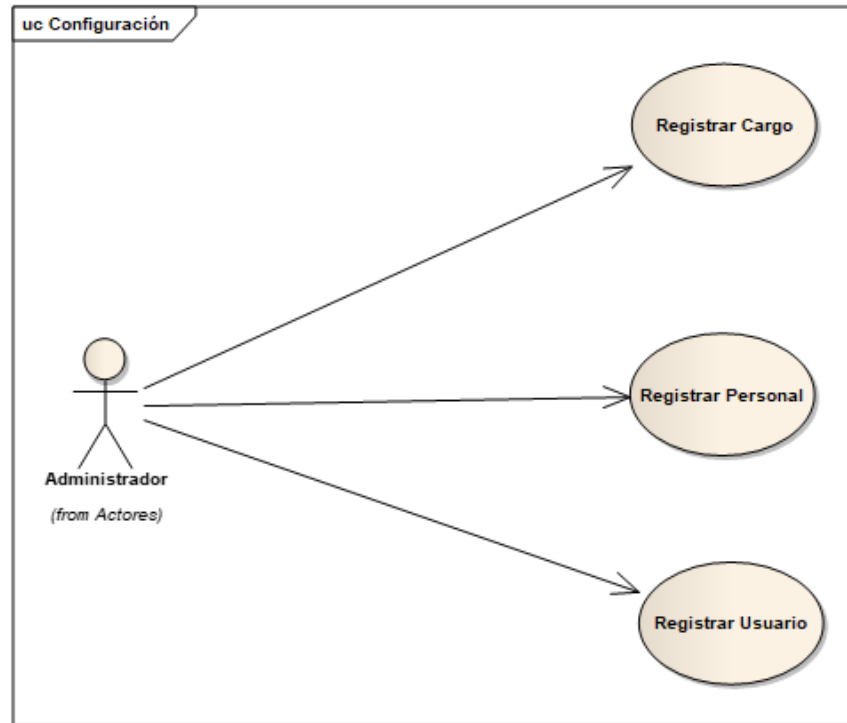 uc Configuración
Registrar Cargo
Registrar Personal
Administrador
(from Actores)
Registrar Usuario